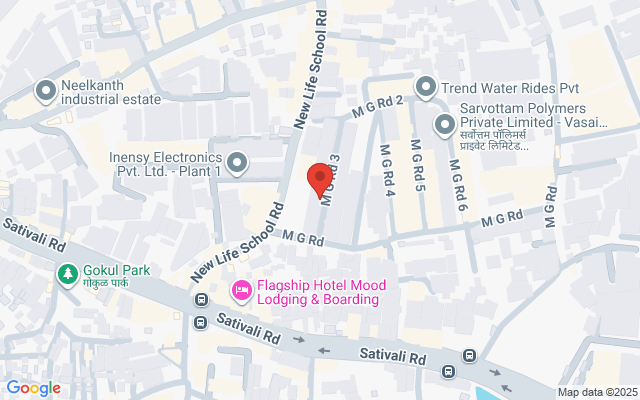 New Life School Rd
Neelkanth
industrial estate
M G Rd 2
Trend Water Rides Pvt
Sarvottam Polymers
Private Limited - Vasai...
सर्वोत्तम पॉलिमर्स
प्राइवेट लिमिटेड...
Inensy Electronics
Pvt. Ltd. - Plant 1
M G Rd 3
M G Rd 4
M G Rd 5
M G Rd 6
M G Rd
M G Rd
M G Rd
New Life School Rd
Sativali Rd
Gokul Park
गोकुळ पार्क
Flagship Hotel Mood
Lodging & Boarding
Sativali Rd
Sativali Rd
Google
Map data ©2025